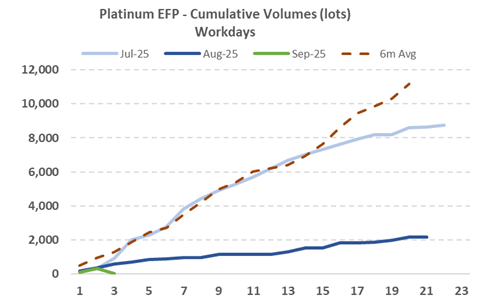 Platinum EFP - Cumulative Volumes (lots)
Workdays
Jul-25 Aug-25 Sep-25 6m Avg
12,000
10,000
8,000
6,000
4,000
2,000
0
1 3 5 7 9 11 13 15 17 19 21 23